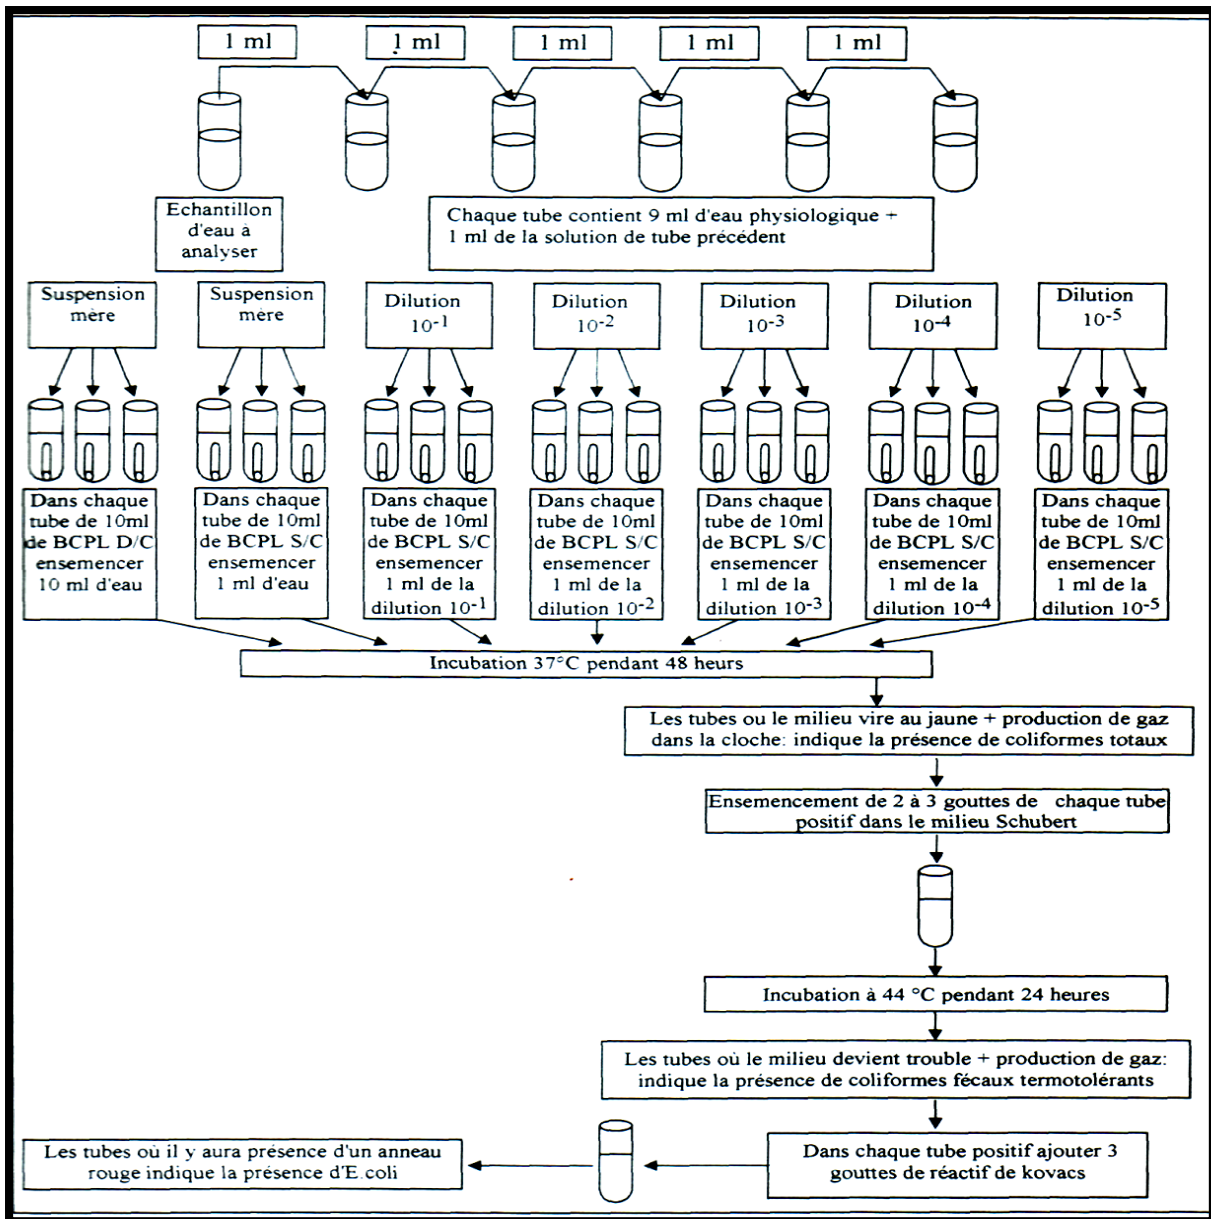 1 ml
1 ml
1 ml
1 ml
1 ml
Echantillon
d'eau à
analyser
Chaque tube contient 9 ml d'eau physiologique +
1 ml de la solution de tube précédent
Suspension
mère
Suspension
mère
Dilution
10-1
Dilution
10-2
Dilution
10-3
Dilution
10-4
Dilution
10-5
Dans chaque
tube de 10ml
de BCPL D/C
ensemencer
10 ml d'eau
Dans chaque
tube de 10ml
de BCPL S/C
ensemencer
1 ml d'eau
Dans chaque
tube de 10ml
de BCPL S/C
ensemencer
1 ml de la
dilution 10-1
Dans chaque
tube de 10ml
de BCPL S/C
ensemencer
1 ml de la
dilution 10-2
Dans chaque
tube de 10ml
de BCPL S/C
ensemencer
1 ml de la
dilution 10-3
Dans chaque
tube de 10ml
de BCPL S/C
ensemencer
1 ml de la
dilution 10-4
Dans chaque
tube de 10ml
de BCPL S/C
ensemencer
1 ml de la
dilution 10-5
Incubation 37°C pendant 48 heurs
Les tubes ou le milieu vire au jaune + production de gaz
dans la cloche: indique la présence de coliformes totaux
Ensemencement de 2 à 3 gouttes de chaque tube
positif dans le milieu Schubert
Incubation à 44 °C pendant 24 heures
Les tubes où le milieu devient trouble + production de gaz:
indique la présence de coliformes fécaux termotolérants
Dans chaque tube positif ajouter 3
gouttes de réactif de kovacs
Les tubes où il y aura présence d'un anneau
rouge indique la présence d'E.coli